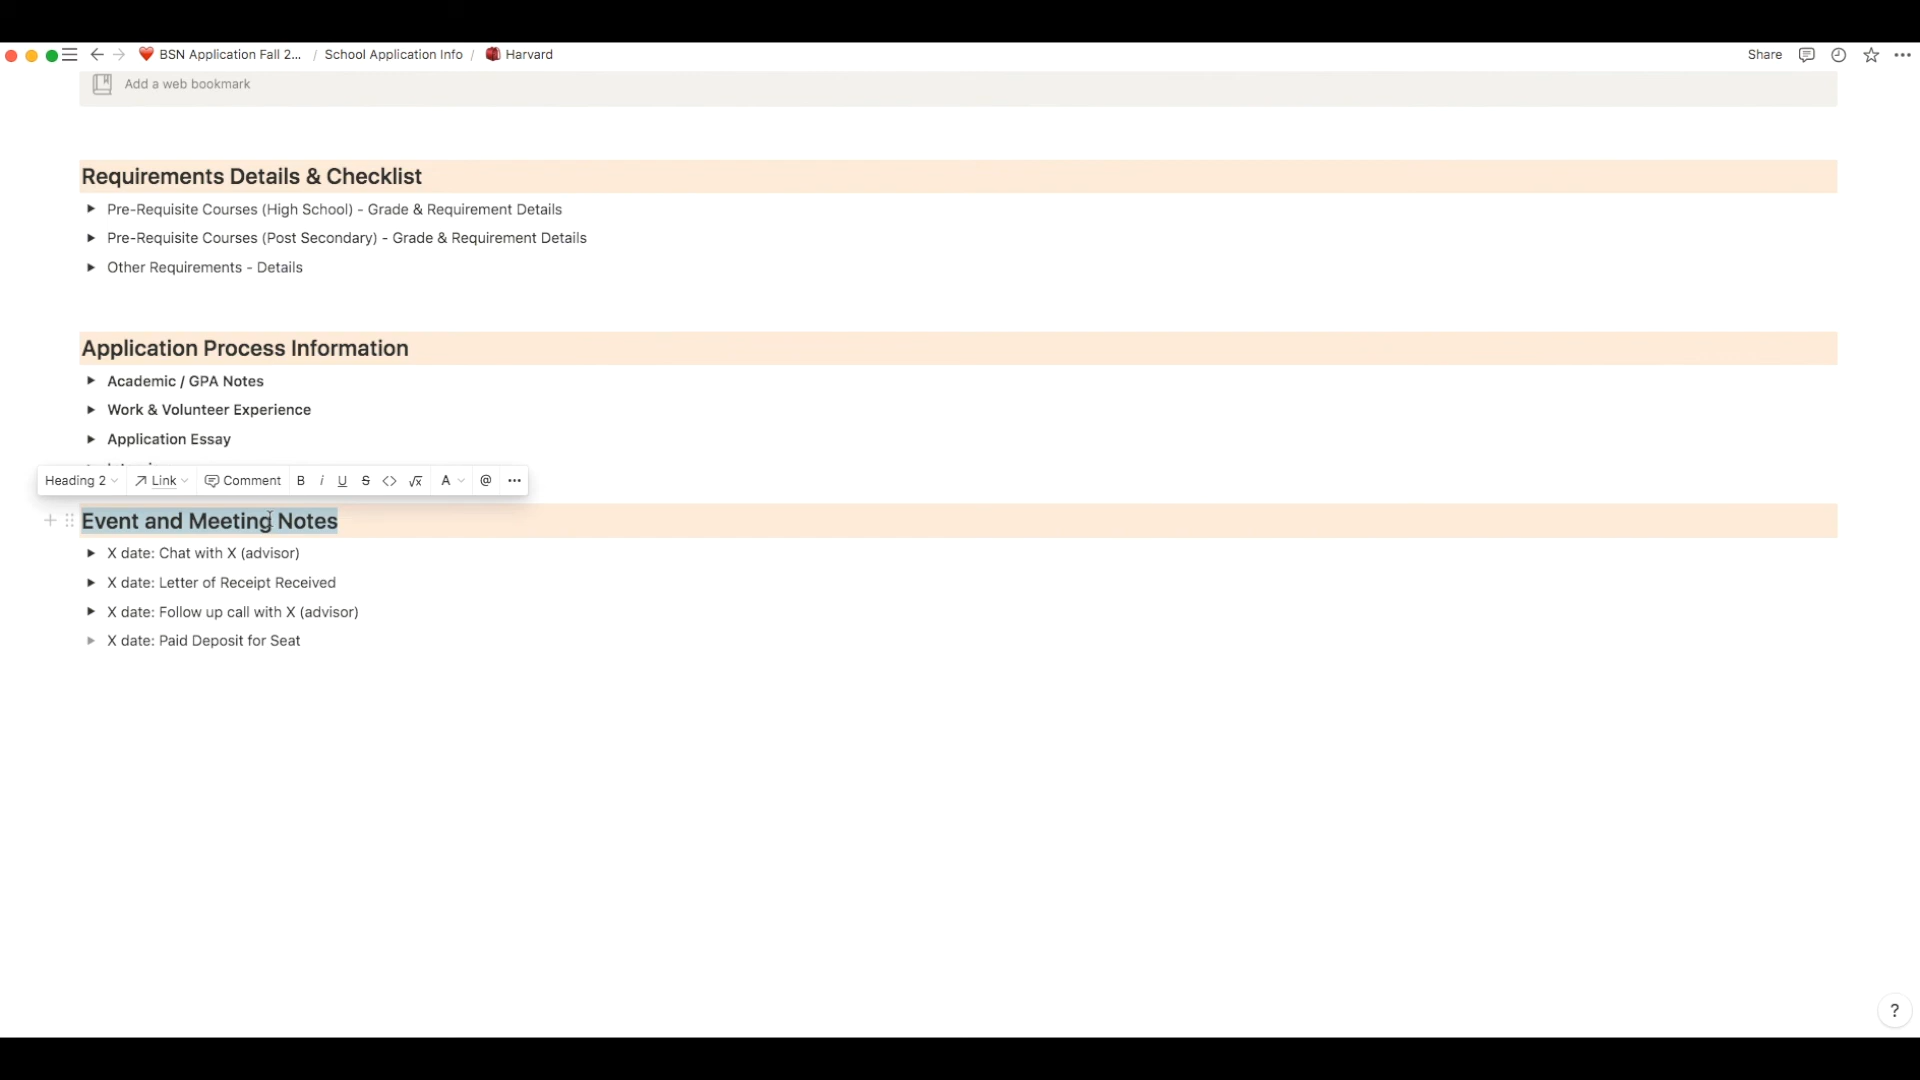 BSN Application Fall 2... / School Application Info / Harvard
Share
Add a web bookmark
Requirements Details & Checklist
Pre-Requisite Courses (High School) - Grade & Requirement Details
Pre-Requisite Courses (Post Secondary) - Grade & Requirement Details
Other Requirements - Details
Application Process Information
Academic / GPA Notes
Work & Volunteer Experience
Application Essay
Heading 2 Link Comment B i U S <> √x A @ •••
Event and Meeting Notes
X date: Chat with X (advisor)
X date: Letter of Receipt Received
X date: Follow up call with X (advisor)
X date: Paid Deposit for Seat
?